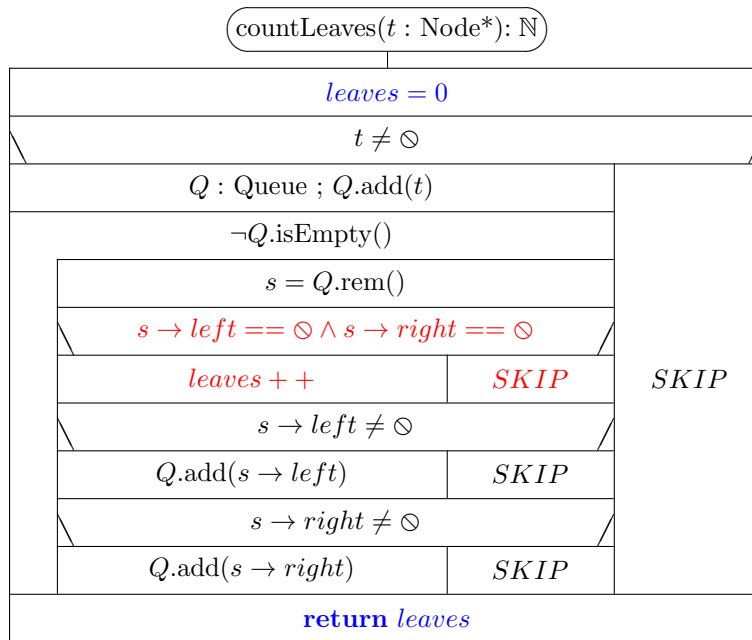 countLeaves(t : Node*): ℕ
leaves = 0
t ≠ ⦸
Q : Queue ; Q.add(t)
¬Q.isEmpty()
s = Q.rem()
s → left == ⦸ ∧ s → right == ⦸
leaves + + SKIP SKIP
s → left ≠ ⦸
Q.add(s → left) SKIP
s → right ≠ ⦸
Q.add(s → right) SKIP
return leaves